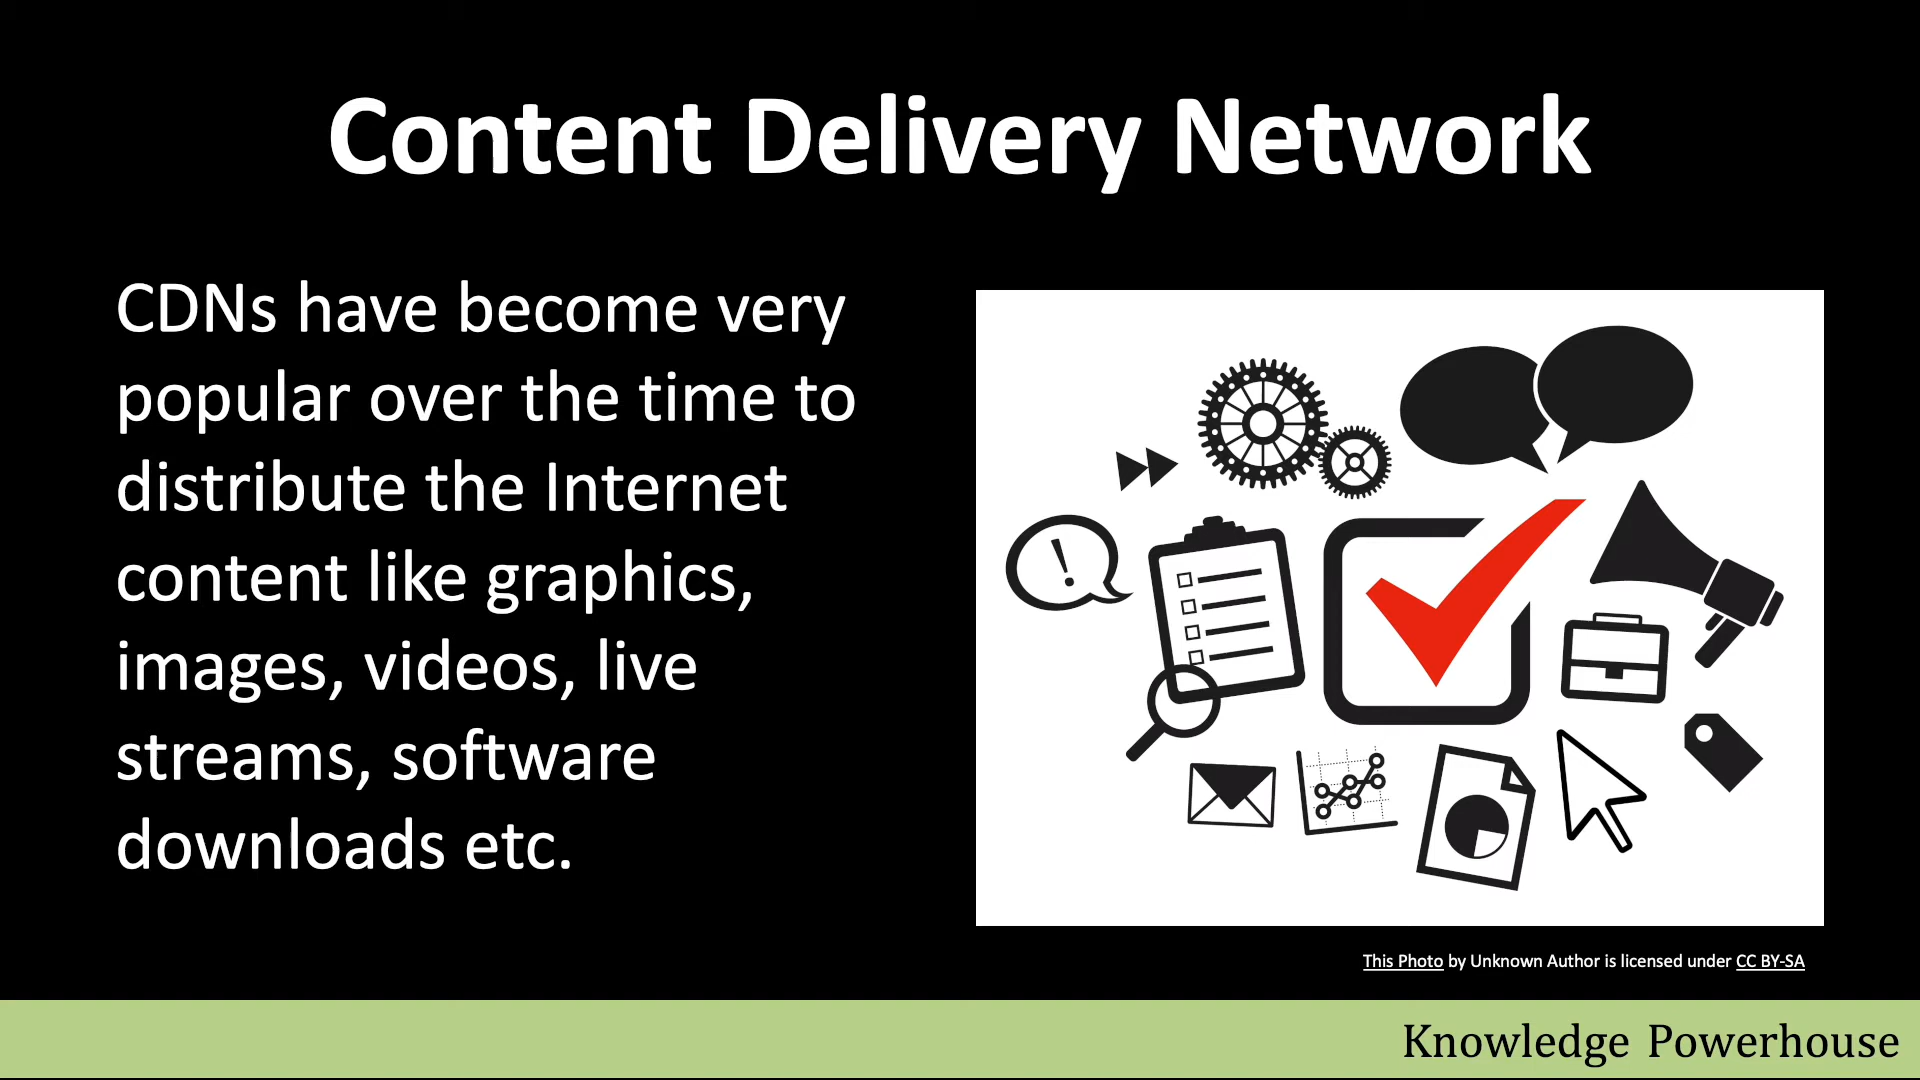 Content Delivery Network
CDNs have become very
popular over the time to
distribute the Internet
content like graphics,
images, videos, live
streams, software
downloads etc.
This Photo by Unknown Author is licensed under CC BY-SA
Knowledge Powerhouse